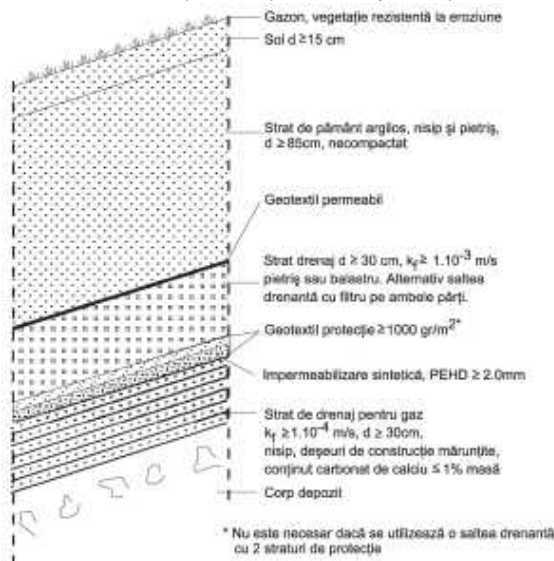 Gazon, vegetație rezistentă la eroziune
Sol d ≥ 15 cm
Strat de pământ argilos, nisip și pietriș,
d ≥ 85cm, necompactat
Geotextil permeabil
Strat drenaj d ≥ 30 cm, kf ≥ 1.10⁻³ m/s
pietriș sau balastru. Alternativ saltea
drenantă cu filtru pe ambele părți.
Geotextil protecție ≥1000 gr/m²*
Impermeabilizare sintetică, PEHD ≥ 2.0mm
Strat de drenaj pentru gaz
kf ≥1.10⁻⁴ m/s, d ≥ 30cm,
nisip, deșeuri de construcție mărunțite,
conținut carbonat de calciu ≤ 1% masă
Corp depozit
* Nu este necesar dacă se utilizează o saltea drenantă
cu 2 straturi de protecție